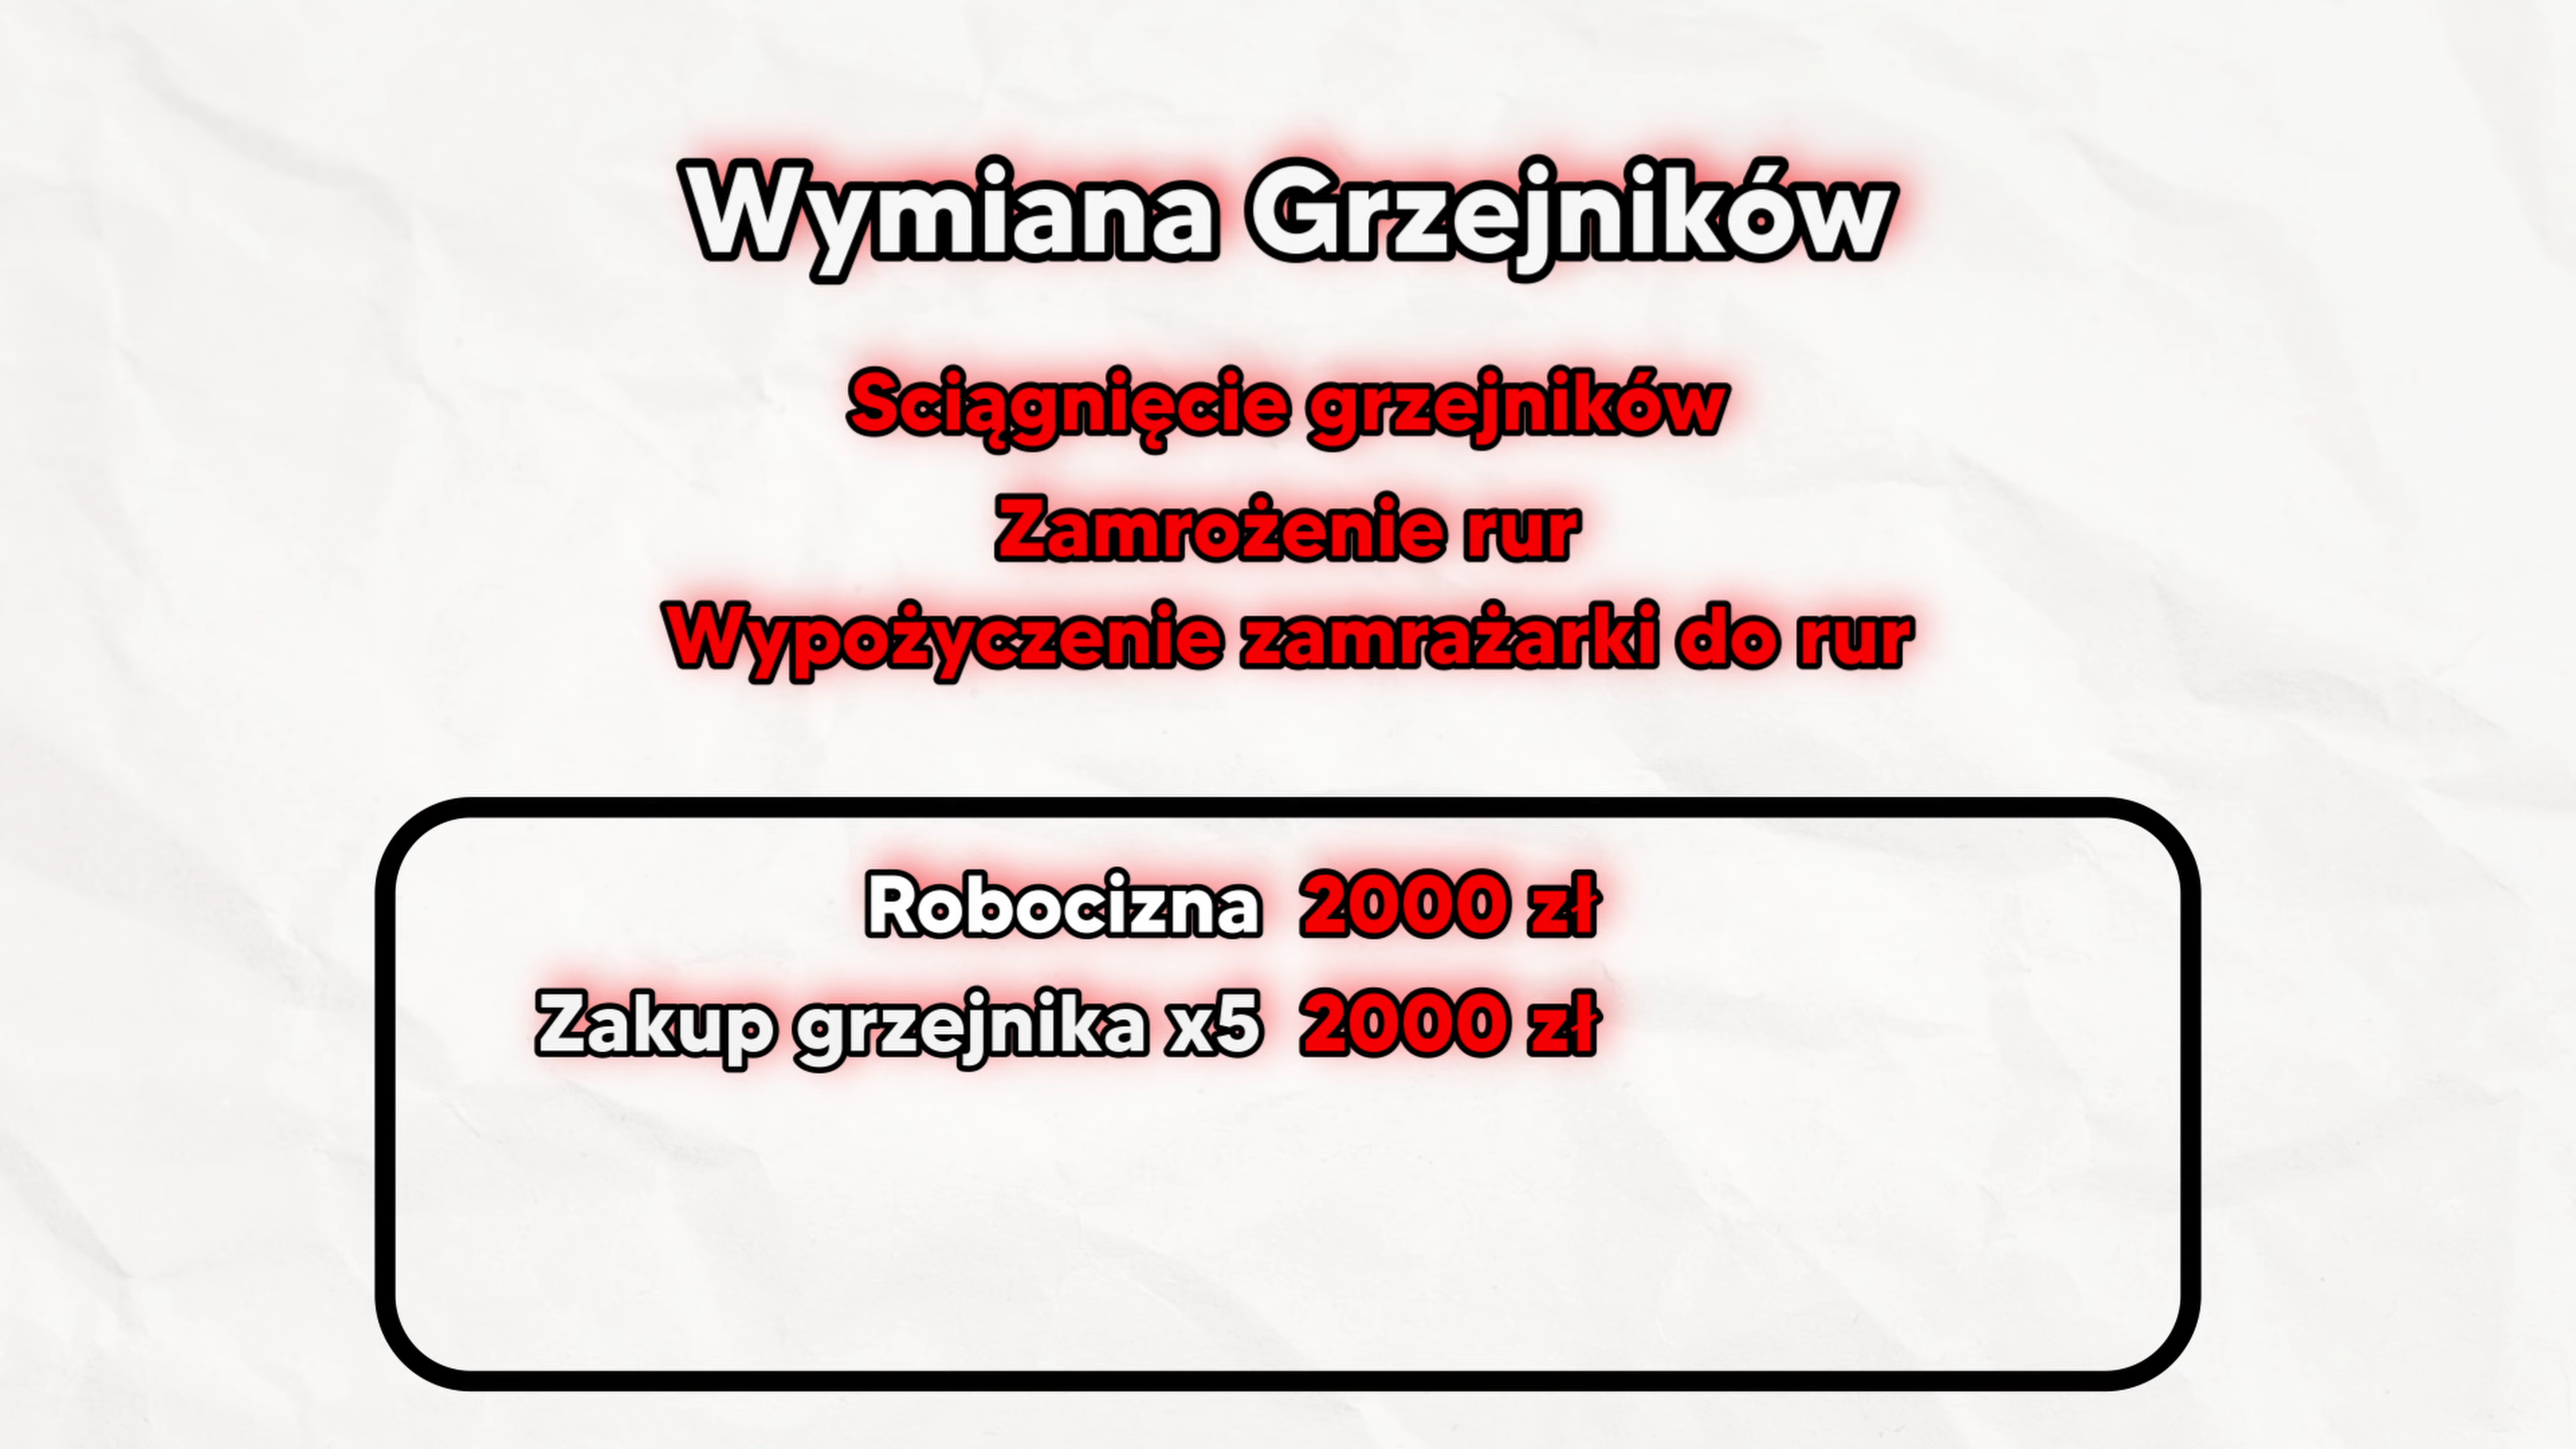 Wymiana Grzejników
Sciągnięcie grzejników
Zamrożenie rur
Wypożyczenie zamrażarki do rur
Robocizna 2000 zł
Zakup grzejnika x5 2000 zł